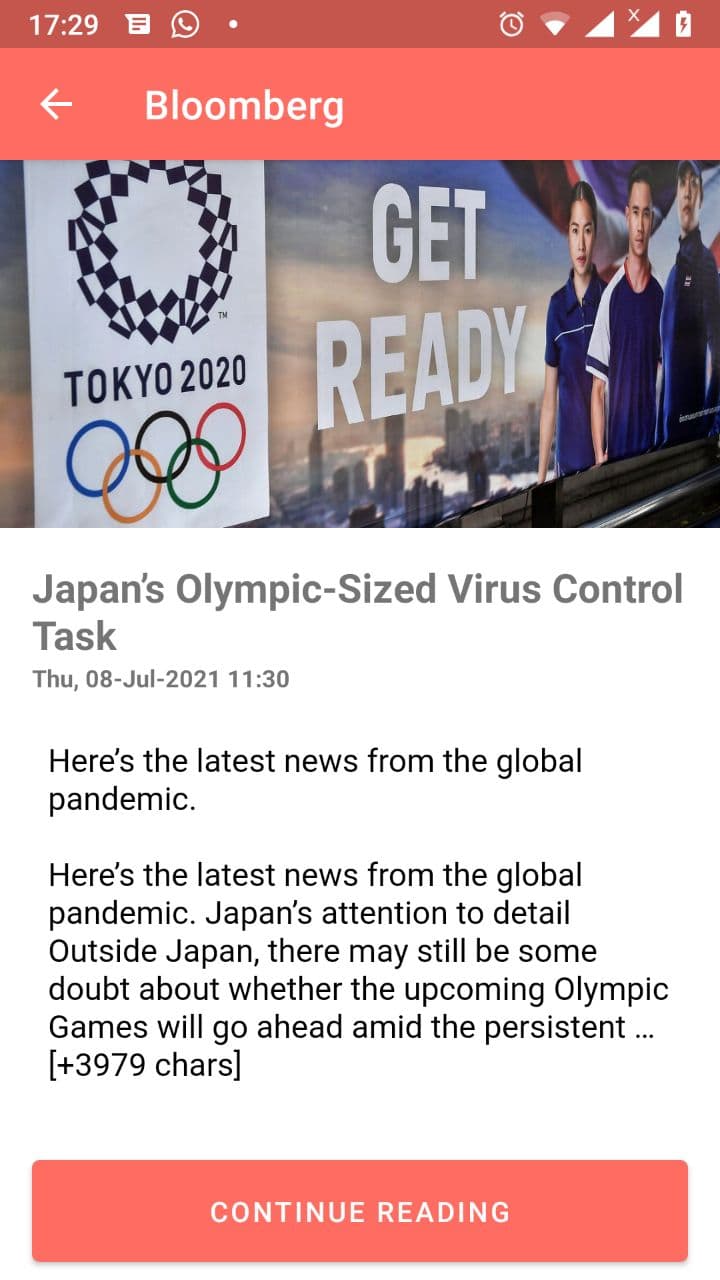 17:29
Bloomberg
GET
READY
TM
TOKYO 2020
Japan’s Olympic-Sized Virus Control
Task
Thu, 08-Jul-2021 11:30
Here’s the latest news from the global
pandemic.
Here’s the latest news from the global
pandemic. Japan’s attention to detail
Outside Japan, there may still be some
doubt about whether the upcoming Olympic
Games will go ahead amid the persistent …
[+3979 chars]
CONTINUE READING